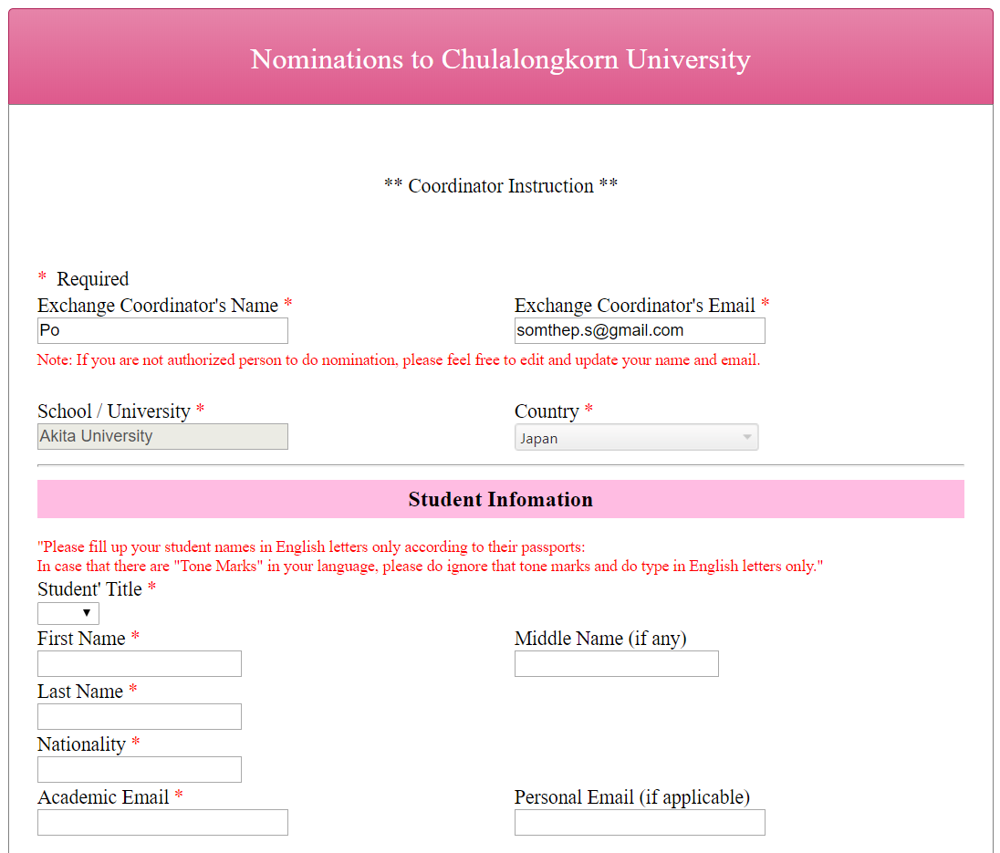 Nominations to Chulalongkorn University
** Coordinator Instruction **
* Required
Exchange Coordinator's Name *
Exchange Coordinator's Email *
Po
somthep.s@gmail.com
Note: If you are not authorized person to do nomination, please feel free to edit and update your name and email.
School / University *
Country *
Akita University
Japan
Student Infomation
"Please fill up your student names in English letters only according to their passports:
In case that there are "Tone Marks" in your language, please do ignore that tone marks and do type in English letters only."
Student' Title *
First Name *
Middle Name (if any)
Last Name *
Nationality *
Academic Email *
Personal Email (if applicable)